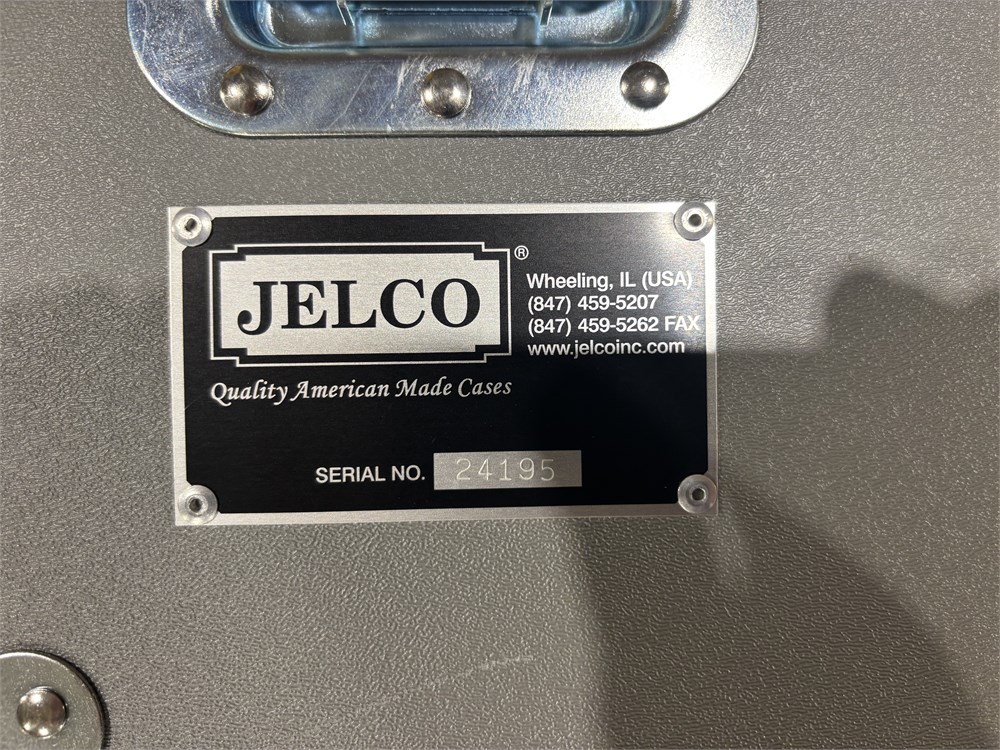 JELCO®
Quality American Made Cases
Wheeling, IL (USA)
(847) 459-5207
(847) 459-5262 FAX
www.jelcoinc.com
SERIAL NO. 24195